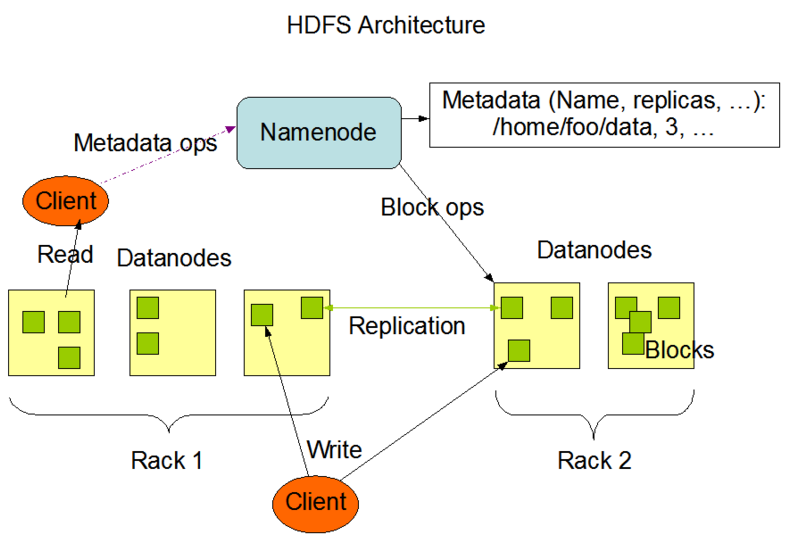 HDFS Architecture
Metadata (Name, replicas, …):
/home/foo/data, 3, …
Namenode
Metadata ops
Client
Block ops
Read
Datanodes
Datanodes
Replication
Blocks
Rack 1
Write
Rack 2
Client